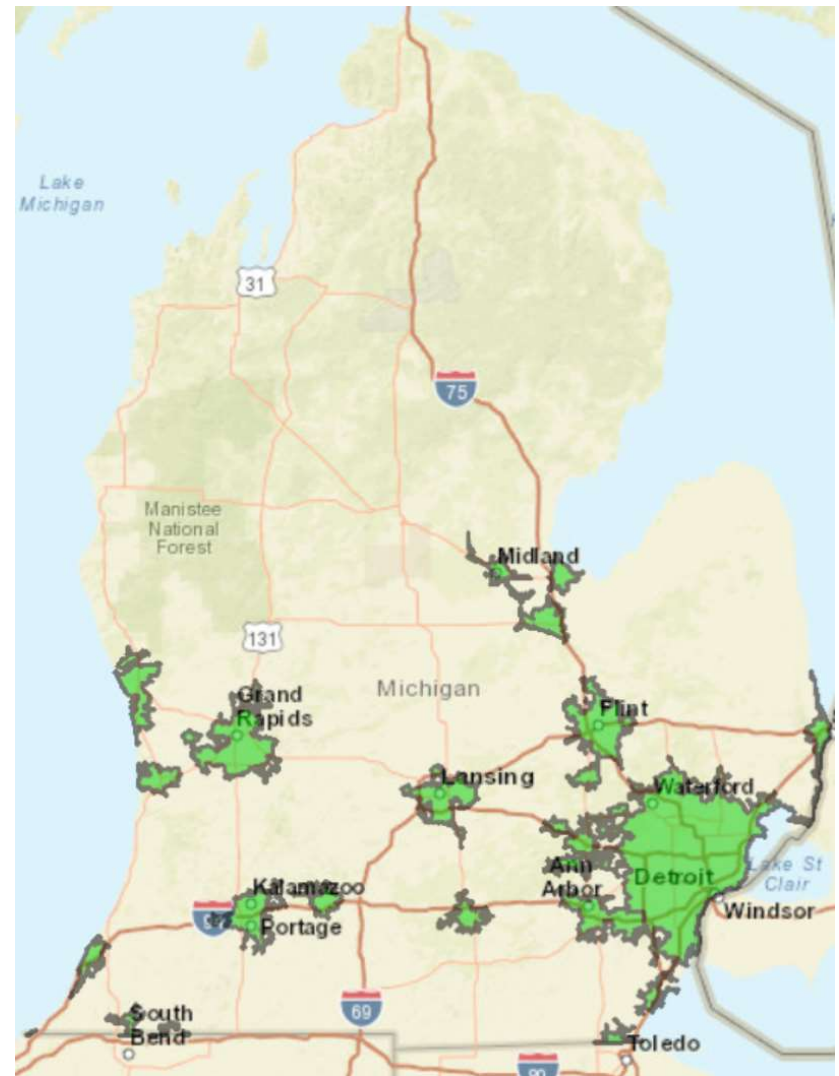 Lake
Michigan
31
75
Manistee
National
Forest
Midland
131
Michigan
Grand
Rapids
Flint
Lansing
Waterford
Ann
Arbor
Detroit
Lake St
Clair
Kalamazoo
Windsor
Portage
69
South
Bend
Toledo
90